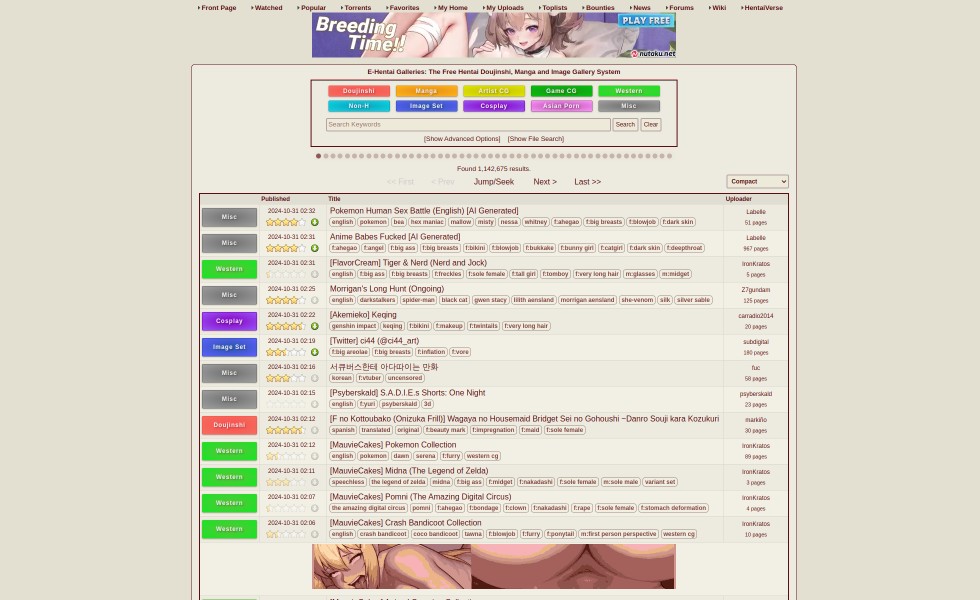 Front Page Watched Popular Torrents Favorites My Home My Uploads Toplists Bounties News Forums Wiki HentaiVerse
Breeding Time!!
PLAY FREE
nutaku.net
E-Hentai Galleries: The Free Hentai Doujinshi, Manga and Image Gallery System
Doujinshi Manga Artist CG Game CG Western
Non-H Image Set Cosplay Asian Porn Misc
Search Keywords Search Clear
[Show Advanced Options] [Show File Search]
Found 1,142,675 results.
<< First < Prev Jump/Seek Next > Last >> Compact
Published Title Uploader
Misc 2024-10-31 02:32 Pokemon Human Sex Battle (English) [AI Generated] Labelle
english pokemon bea hex maniac mallow misty nessa whitney f:ahegao f:big breasts f:blowjob f:dark skin 51 pages
Misc 2024-10-31 02:31 Anime Babes Fucked [AI Generated] Labelle
f:ahegao f:angel f:big ass f:big breasts f:bikini f:blowjob f:bukkake f:bunny girl f:catgirl f:dark skin f:deepthroat 967 pages
Western 2024-10-31 02:31 [FlavorCream] Tiger & Nerd (Nerd and Jock) IronKratos
english f:big ass f:big breasts f:freckles f:sole female f:tall girl f:tomboy f:very long hair m:glasses m:midget 5 pages
Misc 2024-10-31 02:25 Morrigan's Long Hunt (Ongoing) Z7gundam
english darkstalkers spider-man black cat gwen stacy lilith aensland morrigan aensland she-venom silk silver sable 125 pages
Cosplay 2024-10-31 02:22 [Akemieko] Keqing carradio2014
genshin impact keqing f:bikini f:makeup f:twintails f:very long hair 20 pages
Image Set 2024-10-31 02:19 [Twitter] ci44 (@ci44_art) subdigital
f:big areolae f:big breasts f:inflation f:vore 180 pages
Misc 2024-10-31 02:16 서큐버스한테 아다따이는 만화 fuc
korean f:vtuber uncensored 58 pages
Misc 2024-10-31 02:15 [Psyberskald] S.A.D.I.E.s Shorts: One Night psyberskald
english f:yuri psyberskald 3d 23 pages
Doujinshi 2024-10-31 02:12 [F no Kottoubako (Onizuka Frill)] Wagaya no Housemaid Bridget Sei no Gohoushi ~Danro Souji kara Kozukuri markiño
spanish translated original f:beauty mark f:impregnation f:maid f:sole female 30 pages
Western 2024-10-31 02:12 [MauvieCakes] Pokemon Collection IronKratos
english pokemon dawn serena f:furry western cg 89 pages
Western 2024-10-31 02:11 [MauvieCakes] Midna (The Legend of Zelda) IronKratos
speechless the legend of zelda midna f:big ass f:midget f:nakadashi f:sole female m:sole male variant set 3 pages
Western 2024-10-31 02:07 [MauvieCakes] Pomni (The Amazing Digital Circus) IronKratos
the amazing digital circus pomni f:ahegao f:bondage f:clown f:nakadashi f:rape f:sole female f:stomach deformation 4 pages
Western 2024-10-31 02:06 [MauvieCakes] Crash Bandicoot Collection IronKratos
english crash bandicoot coco bandicoot tawna f:blowjob f:furry f:ponytail m:first person perspective western cg 10 pages